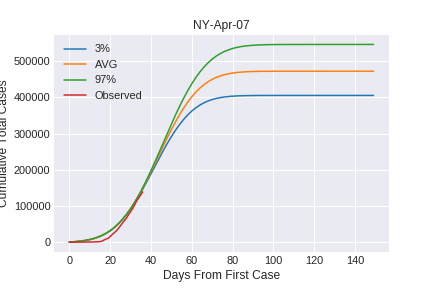 NY-Apr-07
3%
AVG
97%
Observed
Cumulative Total Cases
500000
400000
300000
200000
100000
0
0 20 40 60 80 100 120 140
Days From First Case